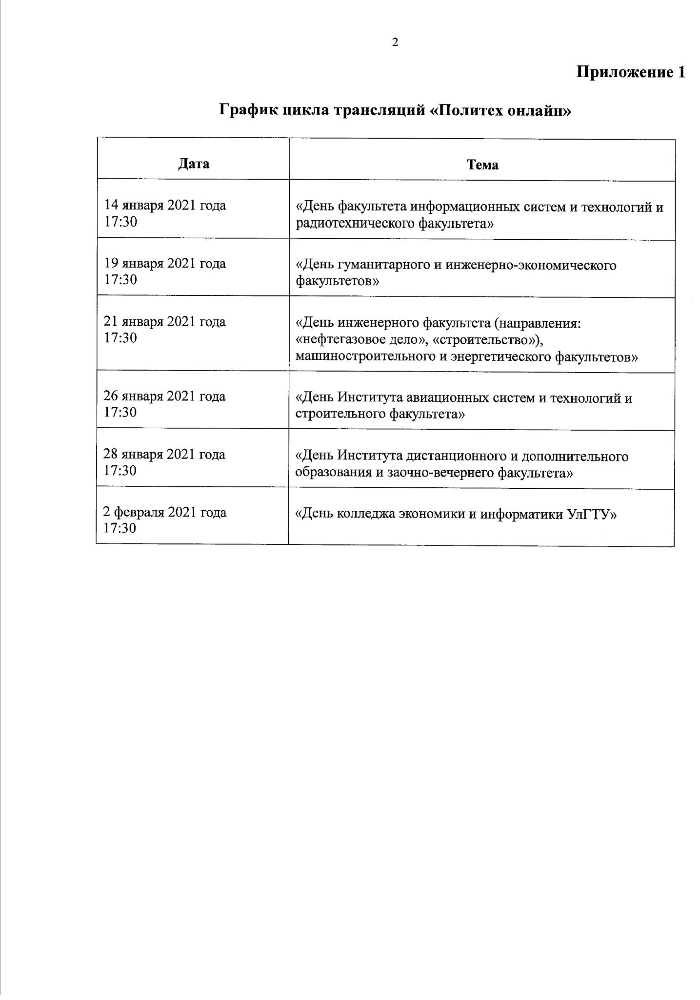 2
Приложение 1
График цикла трансляций «Политех онлайн»
Дата
Тема
14 января 2021 года
17:30
«День факультета информационных систем и технологий и
радиотехнического факультета»
19 января 2021 года
17:30
«День гуманитарного и инженерно-экономического
факультетов»
21 января 2021 года
17:30
«День инженерного факультета (направления:
«нефтегазовое дело», «строительство»),
машиностроительного и энергетического факультетов»
26 января 2021 года
17:30
«День Института авиационных систем и технологий и
строительного факультета»
28 января 2021 года
17:30
«День Института дистанционного и дополнительного
образования и заочно-вечернего факультета»
2 февраля 2021 года
17:30
«День колледжа экономики и информатики УлГТУ»